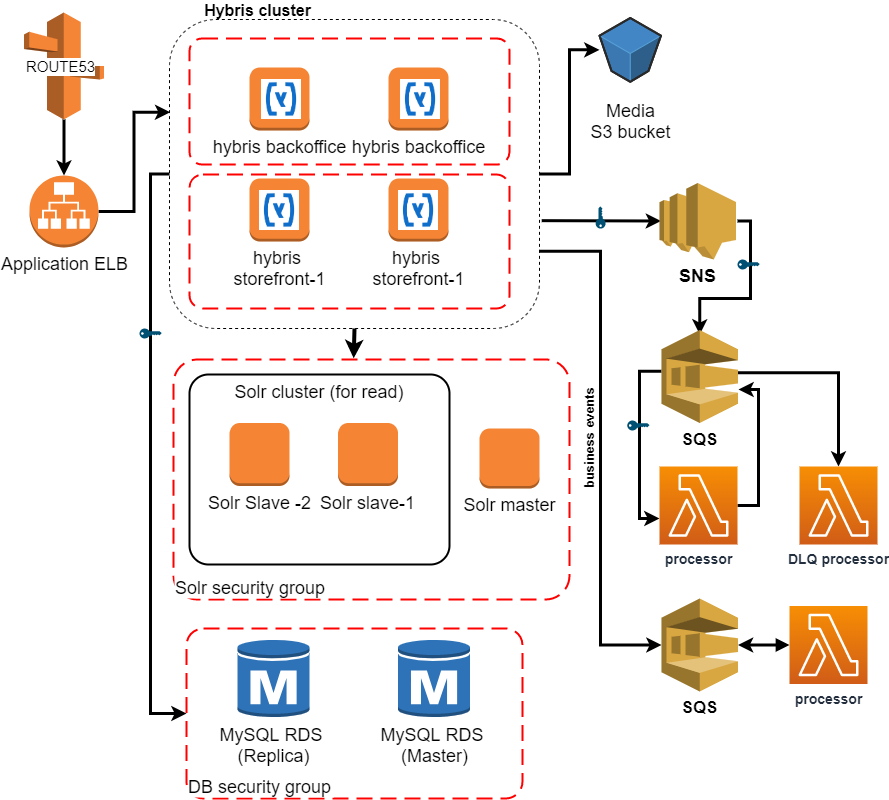 Hybris cluster
ROUTE53
Application ELB
hybris backoffice
hybris backoffice
hybris
storefront-1
hybris
storefront-1
Media
S3 bucket
SNS
SQS
business events
Solr cluster (for read)
Solr Slave -2
Solr slave-1
Solr master
Solr security group
processor
DLQ processor
M
MySQL RDS
(Replica)
M
MySQL RDS
(Master)
DB security group
SQS
processor